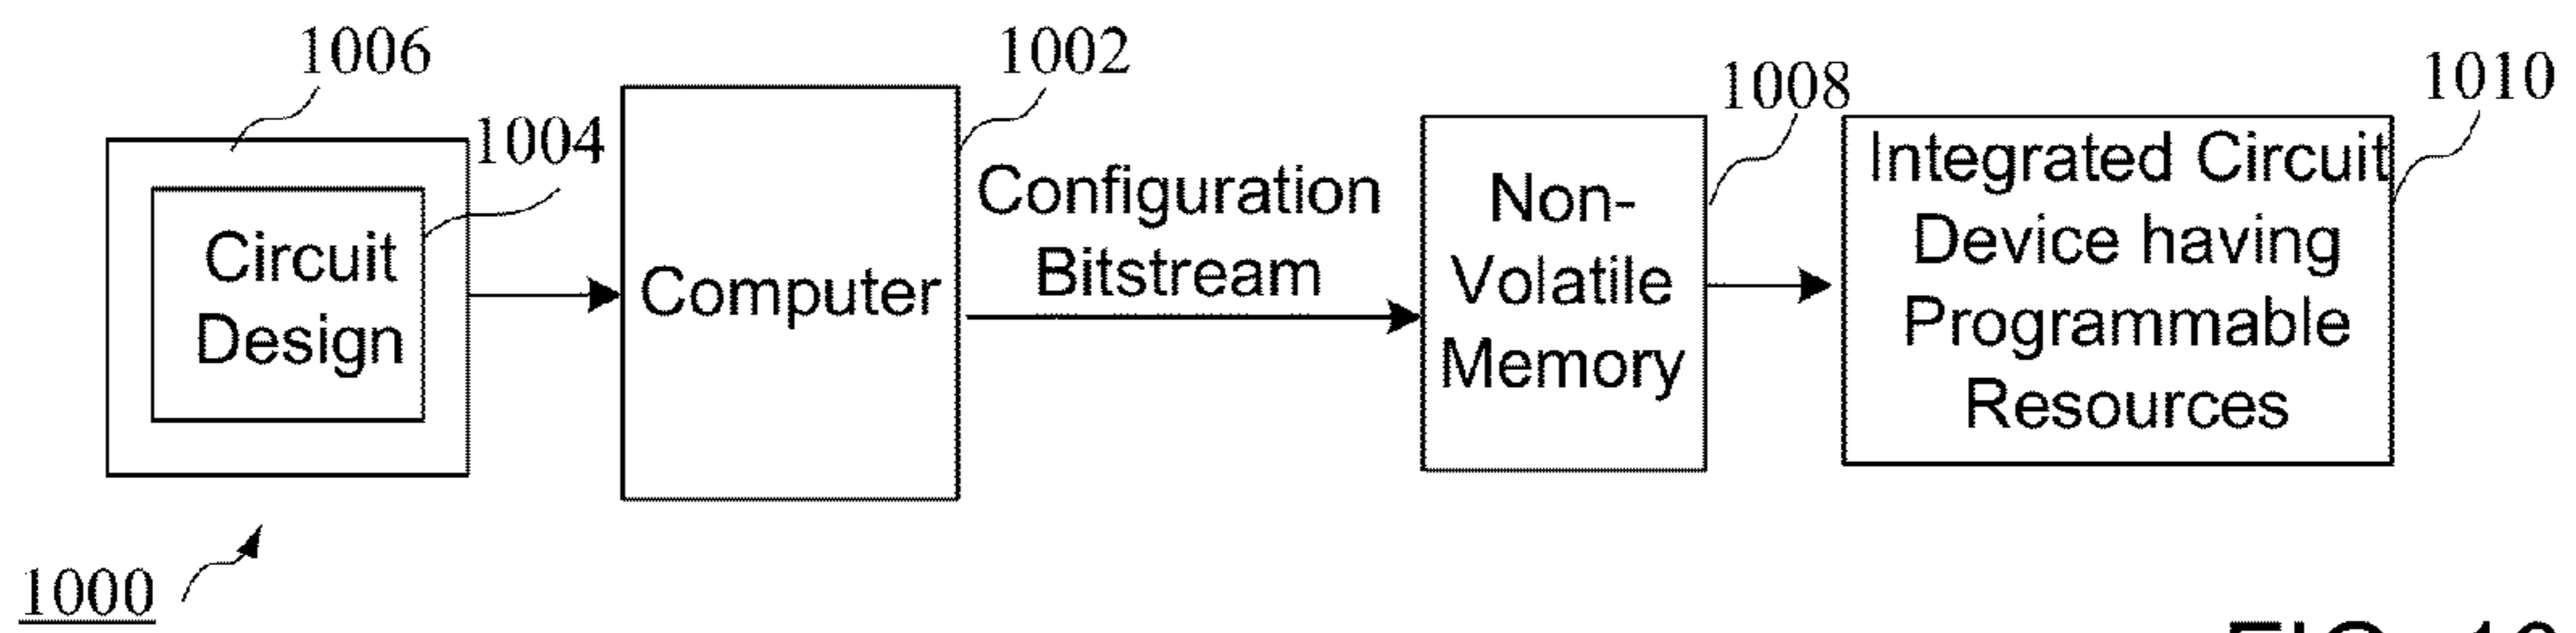 1006
1004
Circuit
Design
1002
Computer
Configuration
Bitstream
1008
Non-
Volatile
Memory
1010
Integrated Circuit
Device having
Programmable
Resources
1000